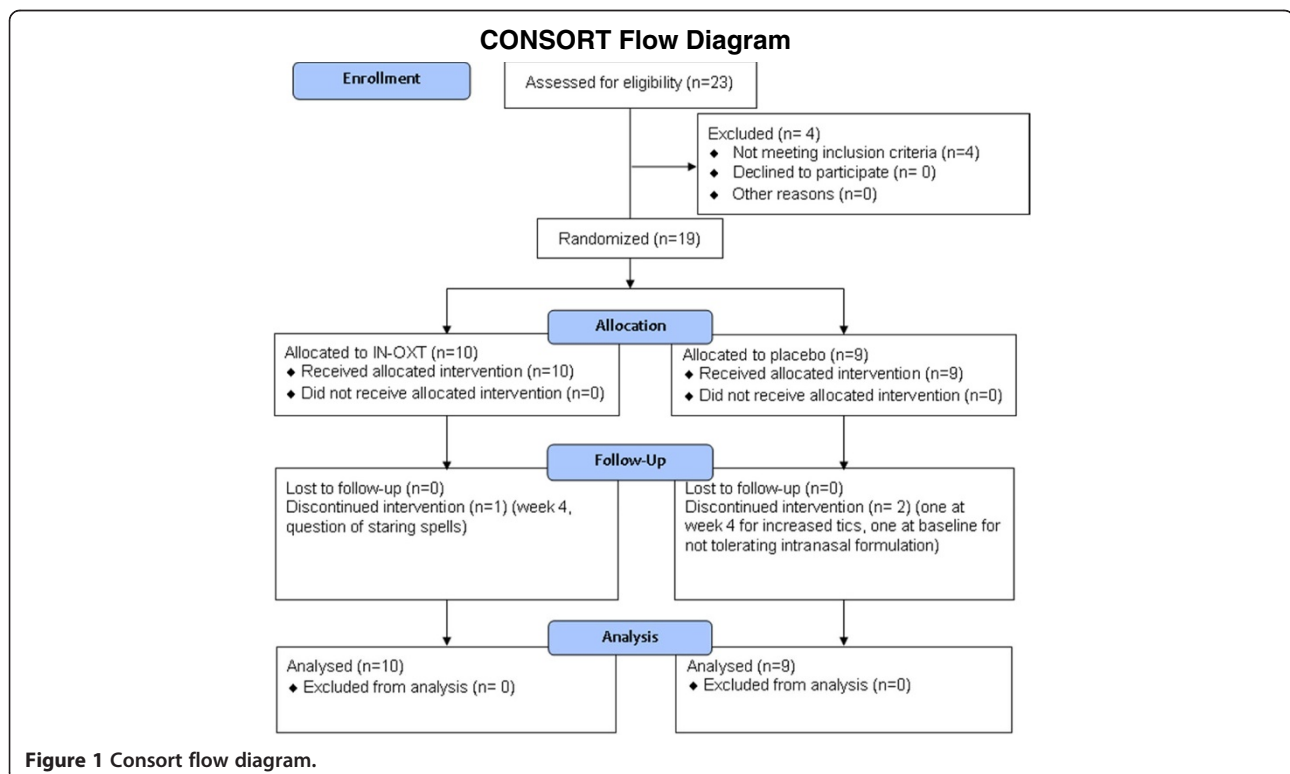 CONSORT Flow Diagram
Enrollment
Assessed for eligibility (n=23)
Excluded (n= 4)
◆ Not meeting inclusion criteria (n=4)
◆ Declined to participate (n= 0)
◆ Other reasons (n=0)
Randomized (n=19)
Allocation
Allocated to IN-OXT (n=10)
◆ Received allocated intervention (n=10)
◆ Did not receive allocated intervention (n=0)
Allocated to placebo (n=9)
◆ Received allocated intervention (n=9)
◆ Did not receive allocated intervention (n=0)
Follow-Up
Lost to follow-up (n=0)
Discontinued intervention (n=1) (week 4,
question of staring spells)
Lost to follow-up (n=0)
Discontinued intervention (n= 2) (one at
week 4 for increased tics, one at baseline for
not tolerating intranasal formulation)
Analysis
Analysed (n=10)
◆ Excluded from analysis (n= 0)
Analysed (n=9)
◆ Excluded from analysis (n=0)
Figure 1 Consort flow diagram.